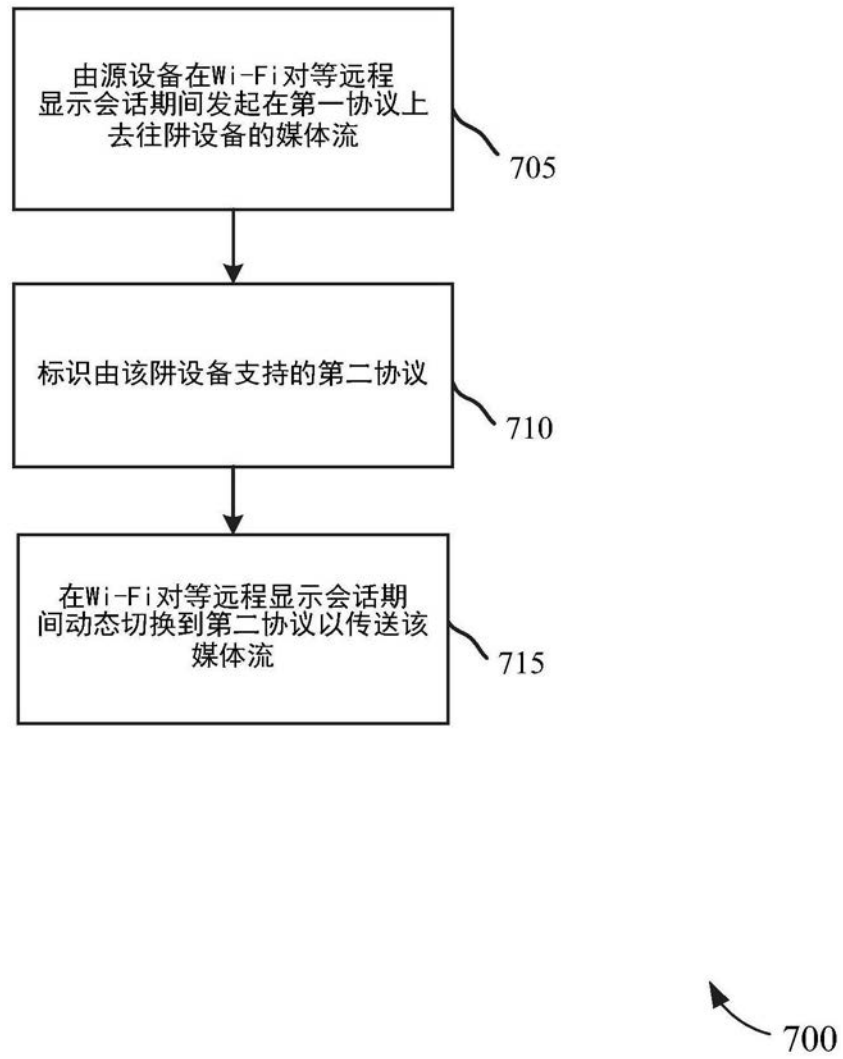 由源设备在Wi-Fi对等远程
显示会话期间发起在第一协议上
去往阱设备的媒体流
705
标识由该阱设备支持的第二协议
710
在Wi-Fi对等远程显示会话期
间动态切换到第二协议以传送该
媒体流
715
700